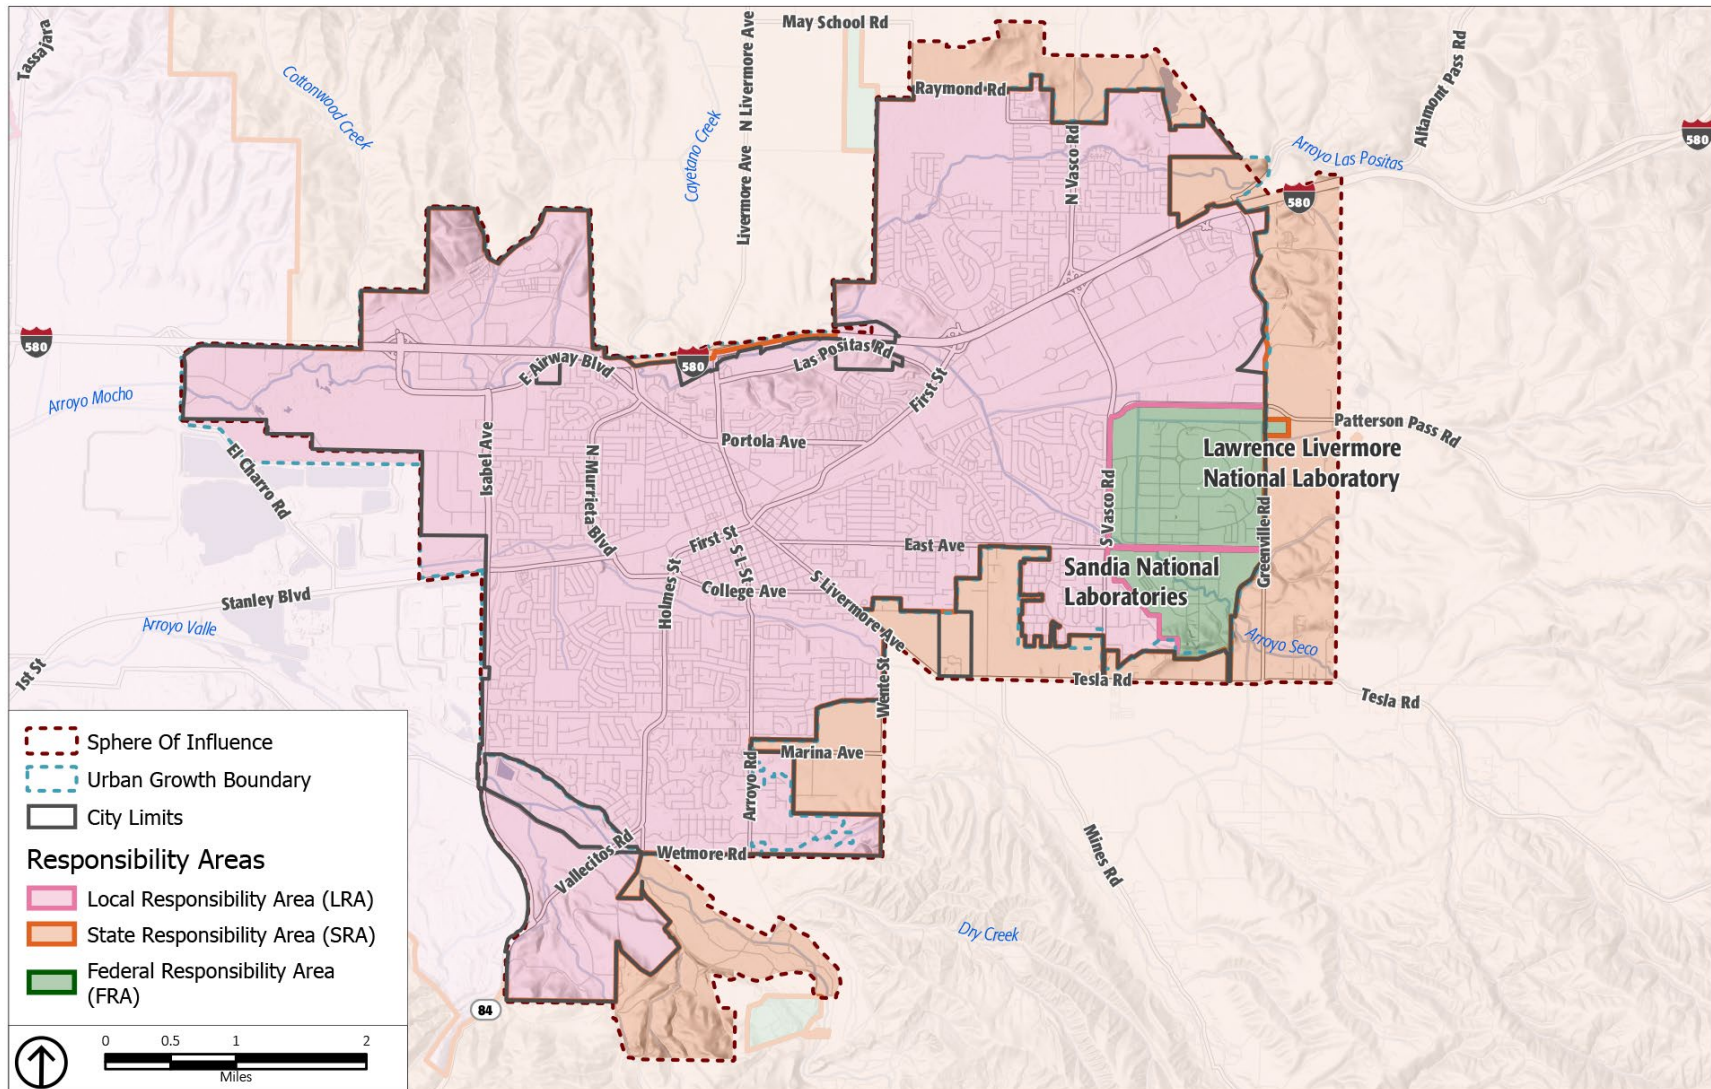 May School Rd
Tassajara
Cottonwood Creek
Cayetano Creek
N Livermore Ave
Livermore Ave
Raymond Rd
N Vasco Rd
Altamont Pass Rd
Arroyo Las Positas
580
580
580
580
E Airway Blvd
Las Positas Rd
First St
Arroyo Mocho
Isabel Ave
N Murrieta Blvd
Portola Ave
Patterson Pass Rd
Lawrence Livermore
National Laboratory
El Charro Rd
S Vasco Rd
Greenville Rd
First St
S L St
East Ave
Sandia National
Laboratories
Stanley Blvd
Holmes St
College Ave
S Livermore Ave
Arroyo Valle
Arroyo Seco
1st St
Wente St
Tesla Rd
Tesla Rd
Marina Ave
Arroyo Rd
Vallecitos Rd
Wetmore Rd
Mines Rd
Dry Creek
84
Sphere Of Influence
Urban Growth Boundary
City Limits
Responsibility Areas
Local Responsibility Area (LRA)
State Responsibility Area (SRA)
Federal Responsibility Area
(FRA)
0 0.5 1 2
Miles